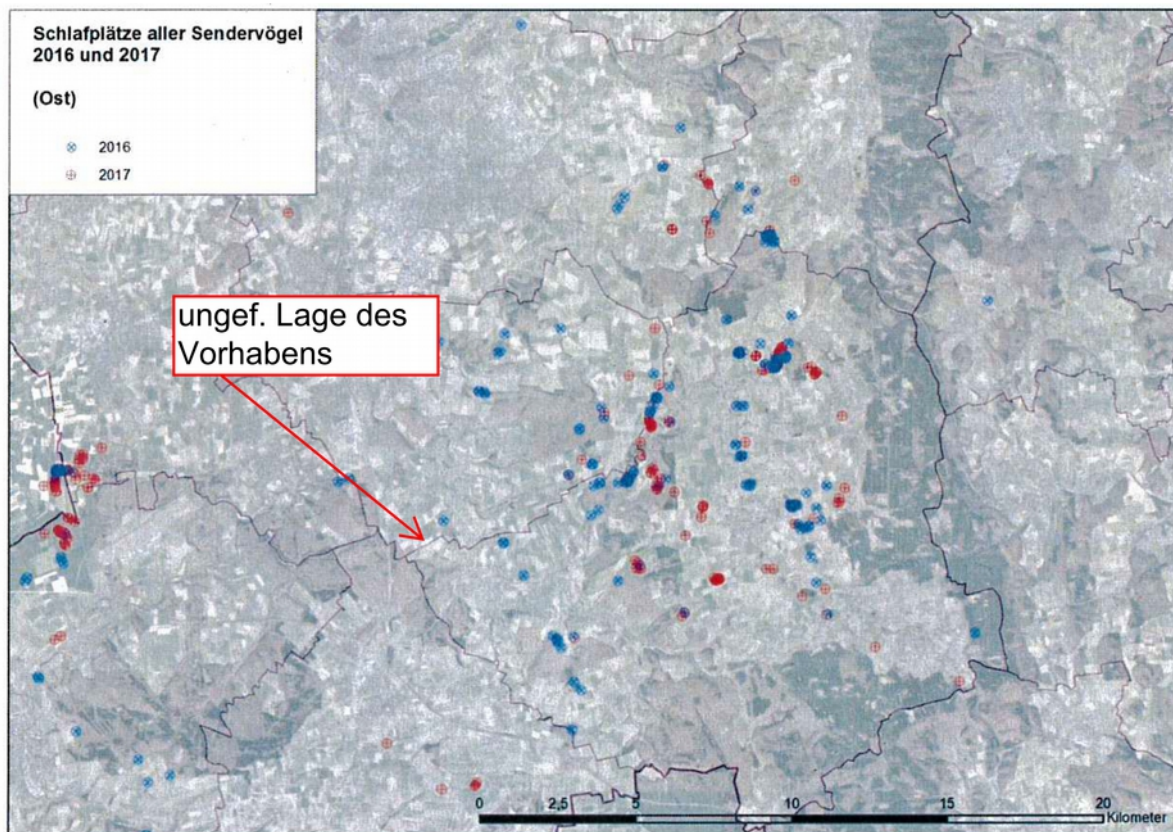 Schlafplätze aller Sendervögel
2016 und 2017
(Ost)
2016
2017
ungef. Lage des
Vorhabens
0 2,5 5 10 15 20
Kilometer